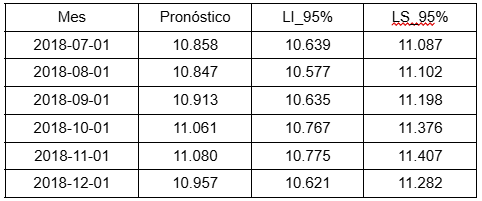 Mes Pronóstico LI_95% LS_95%
2018-07-01 10.858 10.639 11.087
2018-08-01 10.847 10.577 11.102
2018-09-01 10.913 10.635 11.198
2018-10-01 11.061 10.767 11.376
2018-11-01 11.080 10.775 11.407
2018-12-01 10.957 10.621 11.282